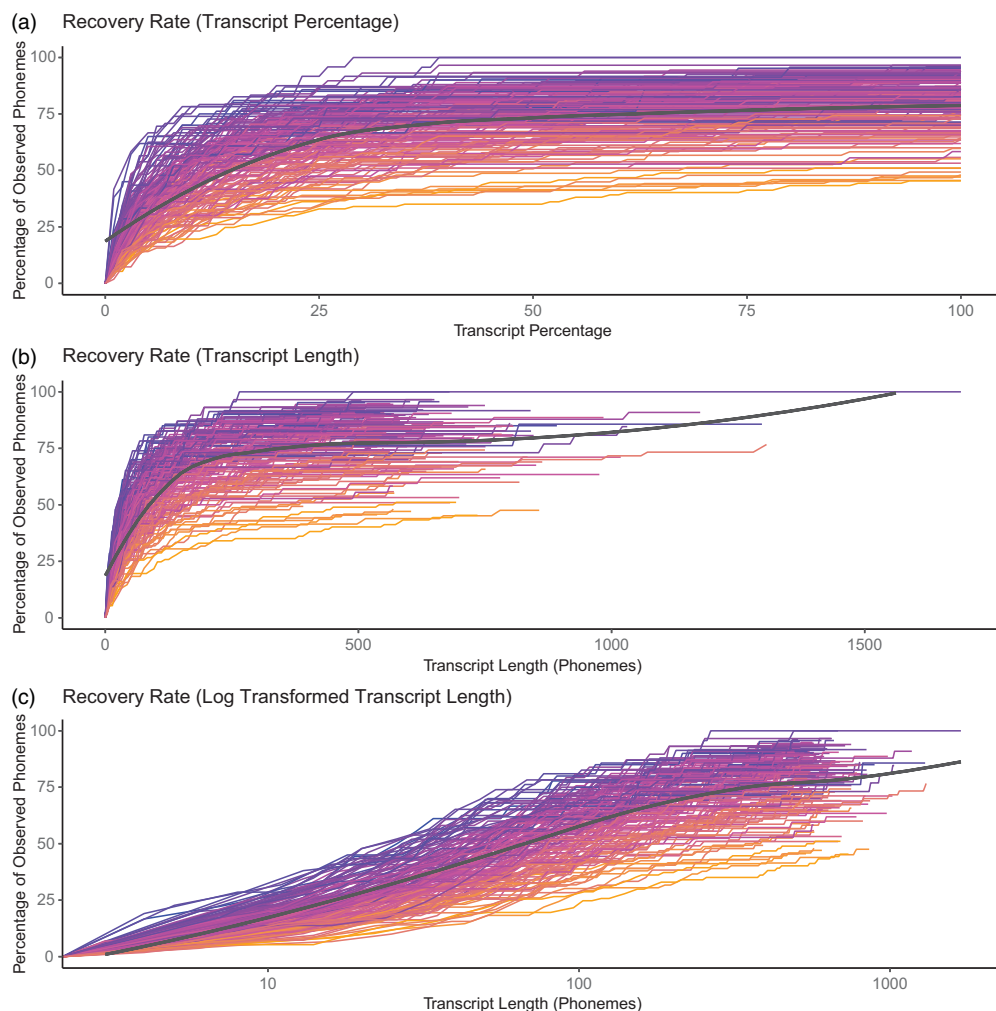 (a) Recovery Rate (Transcript Percentage)
Percentage of Observed Phonemes
100
75
50
25
0
0 25 50 75 100
Transcript Percentage
(b) Recovery Rate (Transcript Length)
Percentage of Observed Phonemes
100
75
50
25
0
0 500 1000 1500
Transcript Length (Phonemes)
(c) Recovery Rate (Log Transformed Transcript Length)
Percentage of Observed Phonemes
100
75
50
25
0
10 100 1000
Transcript Length (Phonemes)